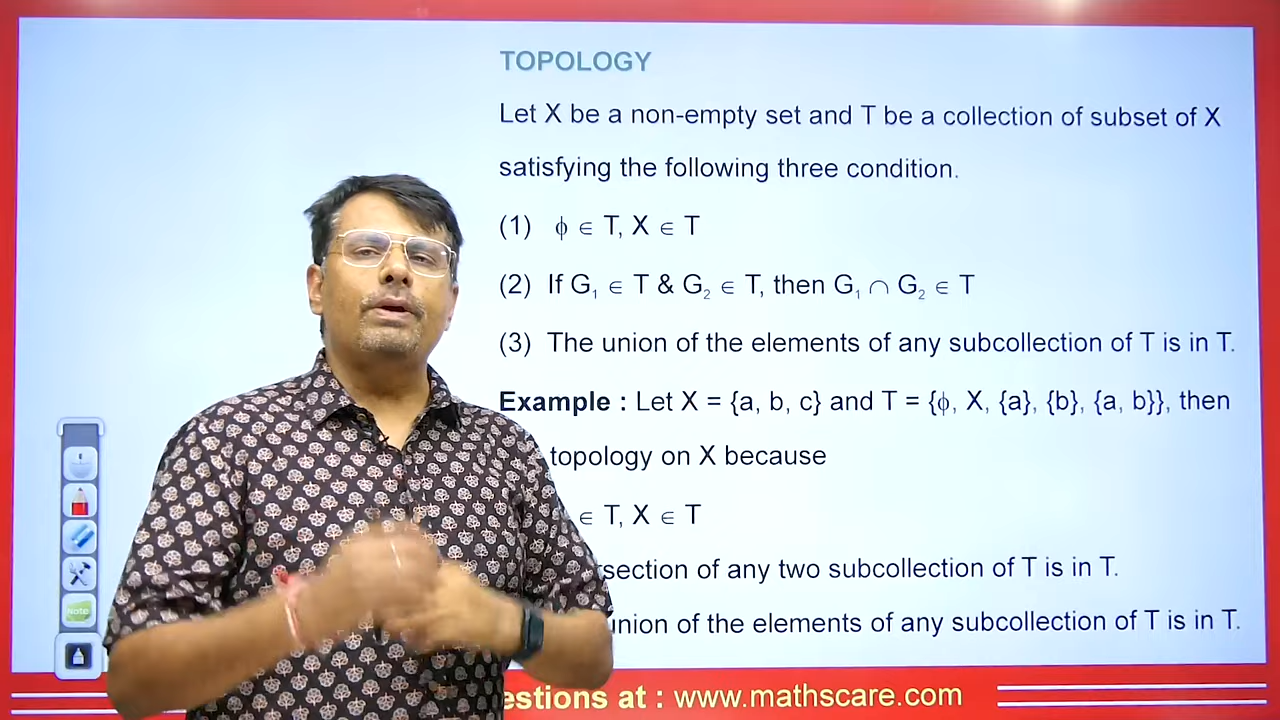 TOPOLOGY
Let X be a non-empty set and T be a collection of subset of X
satisfying the following three condition.
(1) ϕ ∈ T, X ∈ T
(2) If G₁ ∈ T & G₂ ∈ T, then G₁ ∩ G₂ ∈ T
(3) The union of the elements of any subcollection of T is in T.
Example : Let X = {a, b, c} and T = {ϕ, X, {a}, {b}, {a, b}}, then
topology on X because
∈ T, X ∈ T
section of any two subcollection of T is in T.
union of the elements of any subcollection of T is in T.
Note
estions at : www.mathscare.com